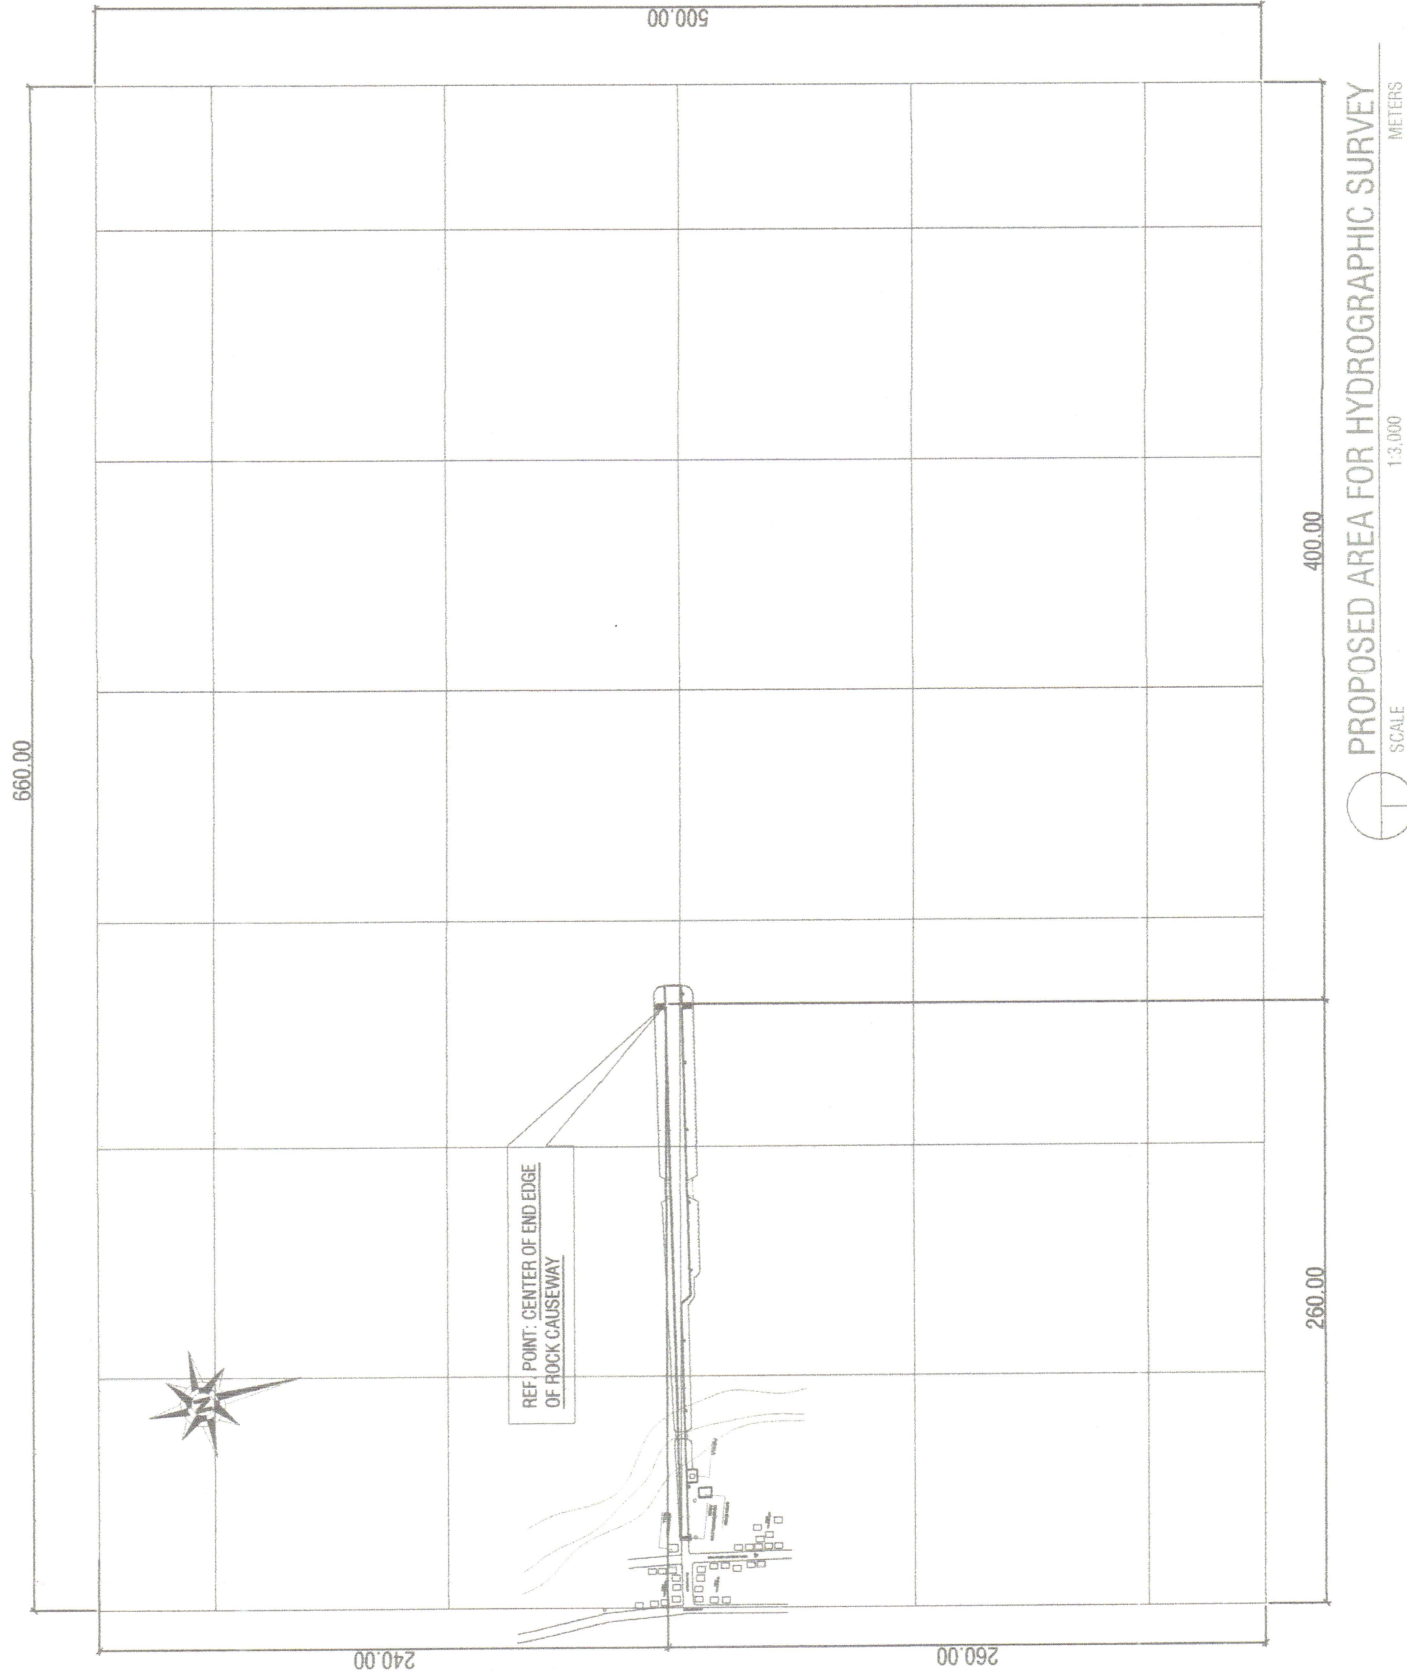 500.00
660.00
REF. POINT: CENTER OF END EDGE
OF ROCK CAUSEWAY
N
400.00
260.00
240.00
260.00
PROPOSED AREA FOR HYDROGRAPHIC SURVEY
SCALE 1:3,000 METERS